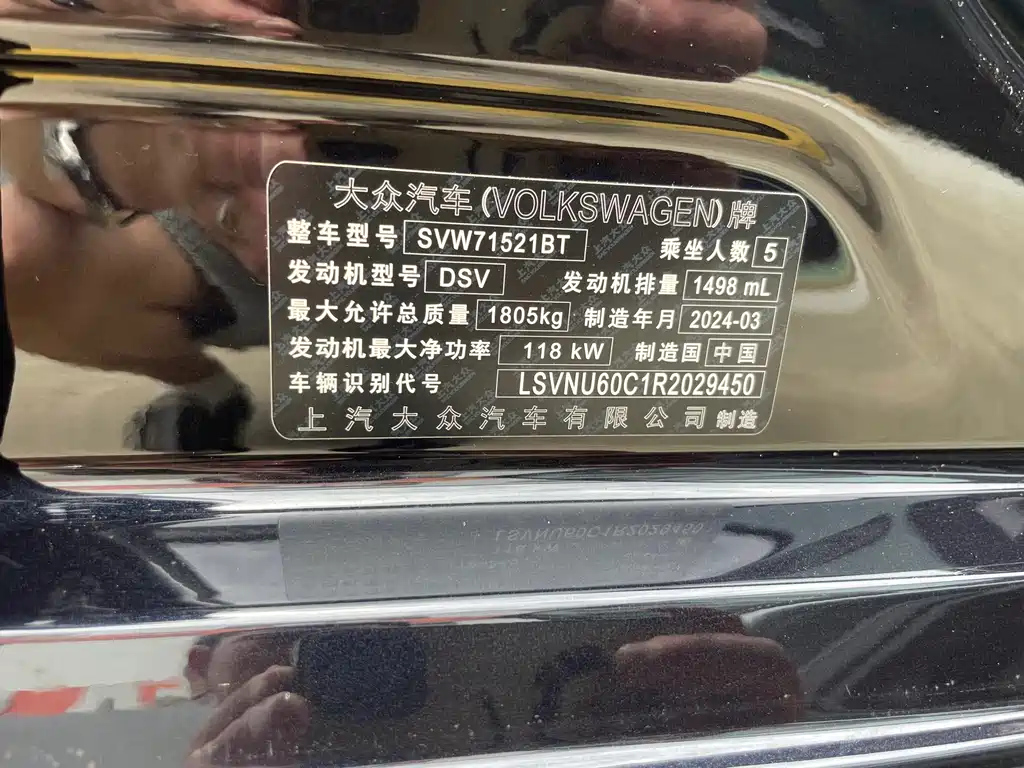 大众汽车(VOLKSWAGEN)牌
整车型号 SVW71521BT 乘坐人数 5
发动机型号 DSV 发动机排量 1498 mL
最大允许总质量 1805kg 制造年月 2024-03
发动机最大净功率 118 kW 制造国 中国
车辆识别代号 LSVNU60C1R2029450
上汽大众汽车有限公司 制造